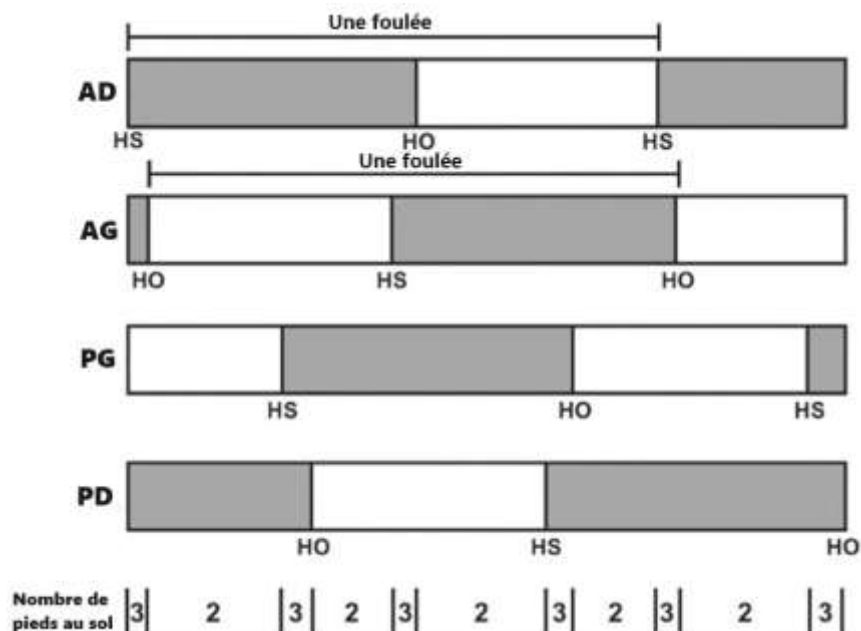 Une foulée
AD
HS HO HS
Une foulée
AG
HO HS HO
PG
HS HO HS
PD
HO HS HO
Nombre de
pieds au sol
3 2 3 2 3 2 3 2 3 2 3